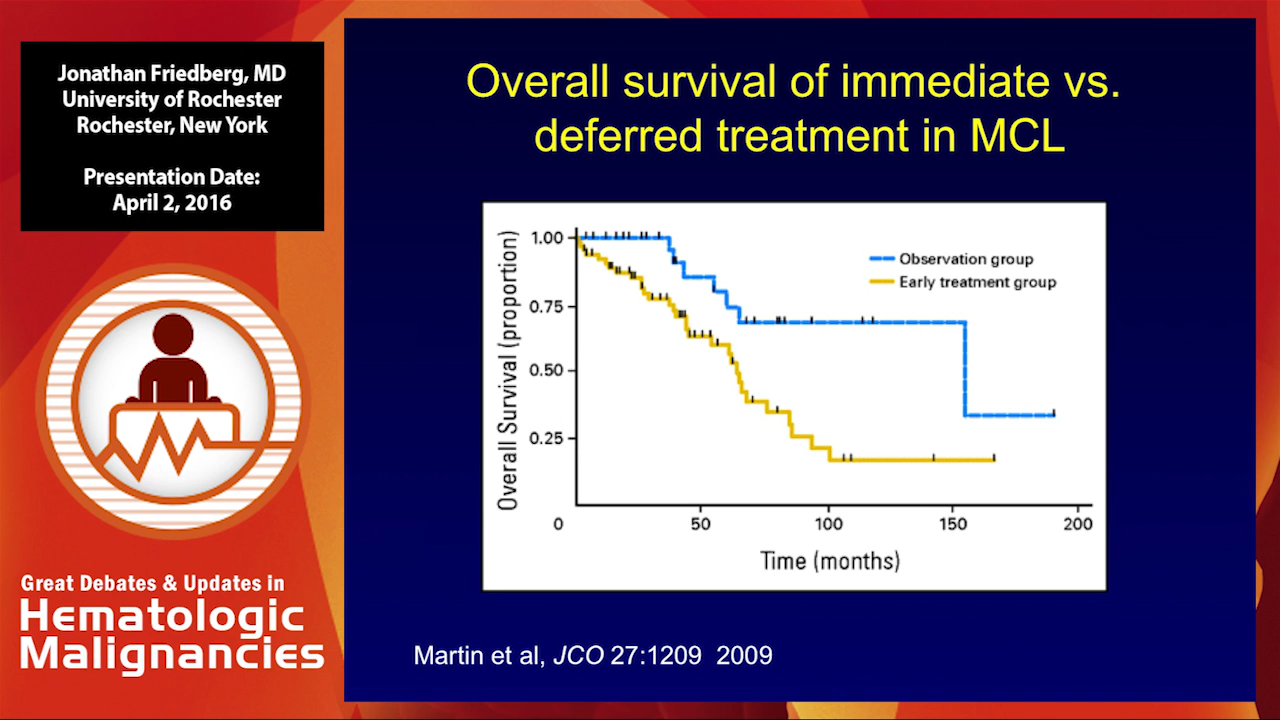 Jonathan Friedberg, MD
University of Rochester
Rochester, New York
Presentation Date:
April 2, 2016
Great Debates & Updates in
Hematologic
Malignancies
Overall survival of immediate vs.
deferred treatment in MCL
Overall Survival (proportion)
1.00
0.75
0.50
0.25
0
50
100
150
200
Time (months)
Observation group
Early treatment group
Martin et al, JCO 27:1209 2009